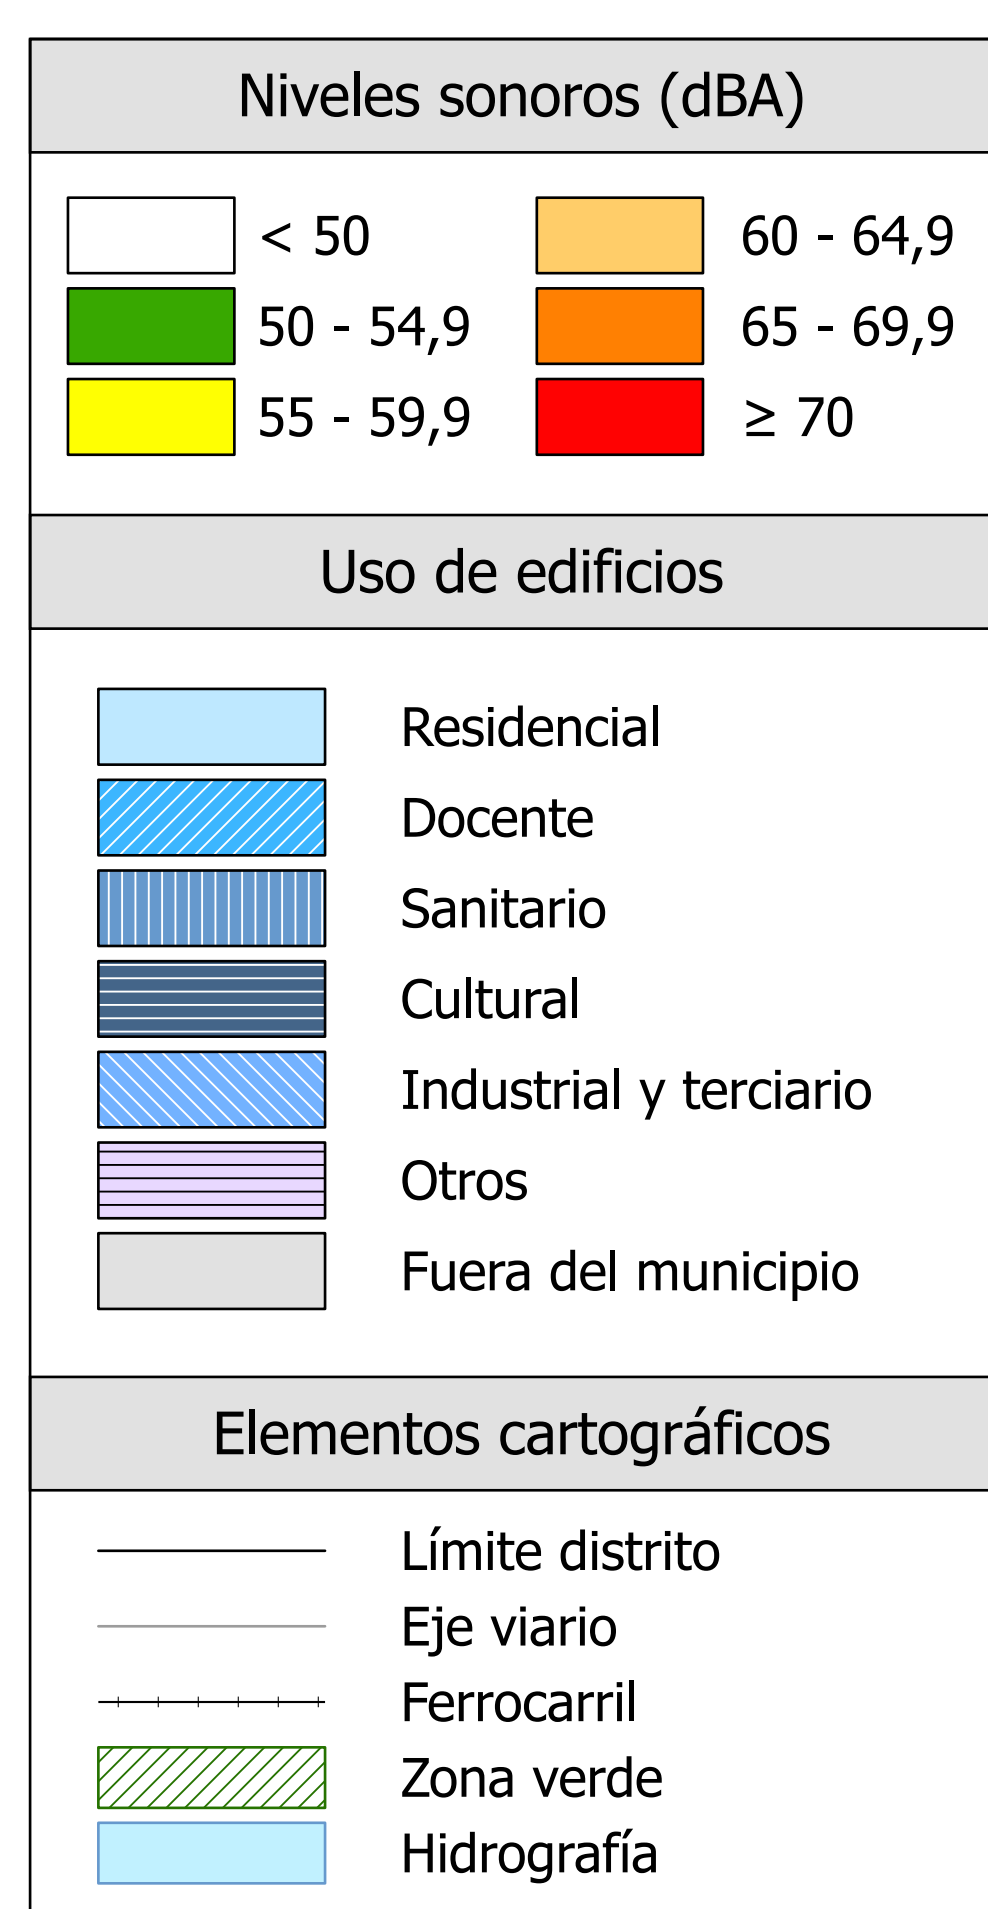 Niveles sonoros (dBA)
< 50
60 - 64,9
50 - 54,9
65 - 69,9
55 - 59,9
≥ 70
Uso de edificios
Residencial
Docente
Sanitario
Cultural
Industrial y terciario
Otros
Fuera del municipio
Elementos cartográficos
Límite distrito
Eje viario
Ferrocarril
Zona verde
Hidrografía